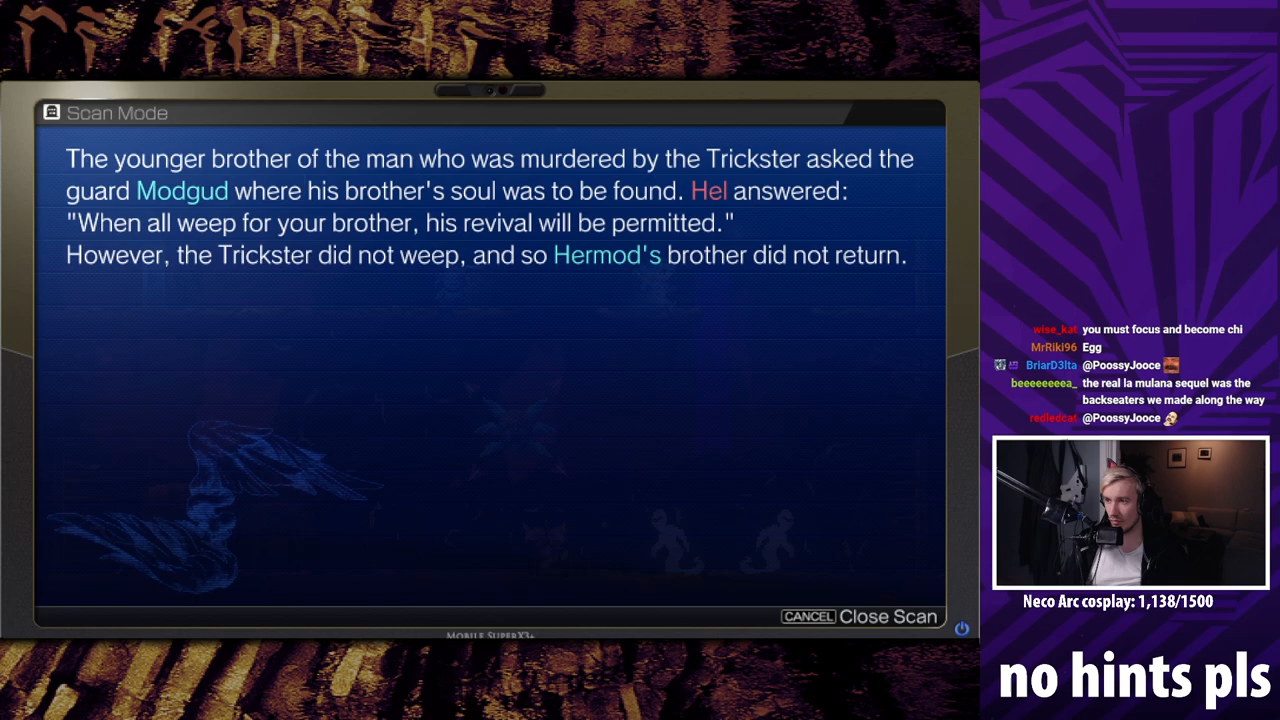 Scan Mode
The younger brother of the man who was murdered by the Trickster asked the
guard Modgud where his brother's soul was to be found. Hel answered:
"When all weep for your brother, his revival will be permitted."
However, the Trickster did not weep, and so Hermod's brother did not return.
CANCEL Close Scan
MOBILE SUPERX3+
wise_kat you must focus and become chi
MrRiki96 Egg
BriarD3lta @PoossyJooce
beeeeeeeea_ the real la mulana sequel was the
backseaters we made along the way
redledcat @PoossyJooce
Neco Arc cosplay: 1,138/1500
no hints pls